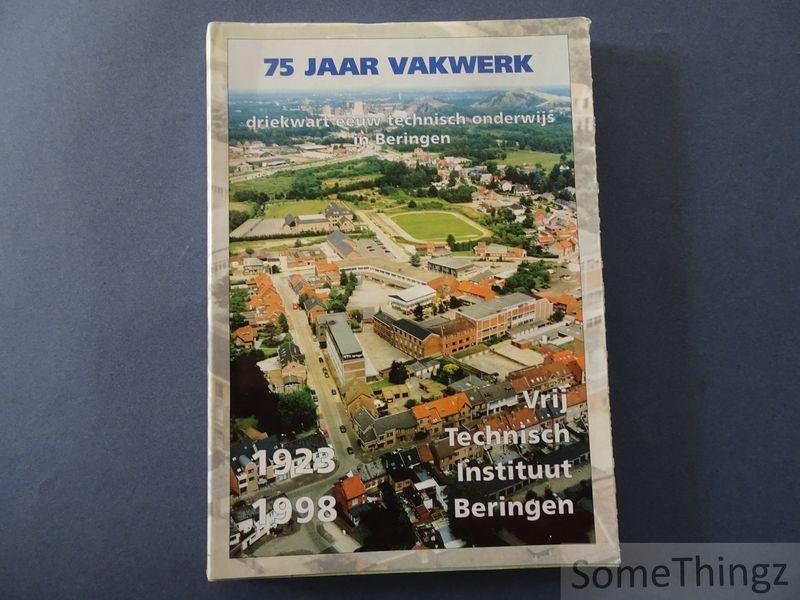 75 JAAR VAKWERK
driekwart eeuw technisch onderwijs
in Beringen
Vrij
Technisch
Instituut
Beringen
1923
1998
SomeThingz